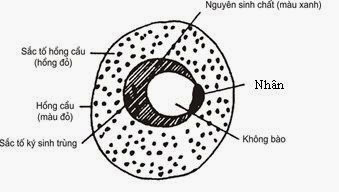 Nguyên sinh chất (màu xanh)
Sắc tố hồng cầu
(hồng đỏ)
Nhân
Hồng cầu
(màu đỏ)
Không bào
Sắc tố ký sinh trùng